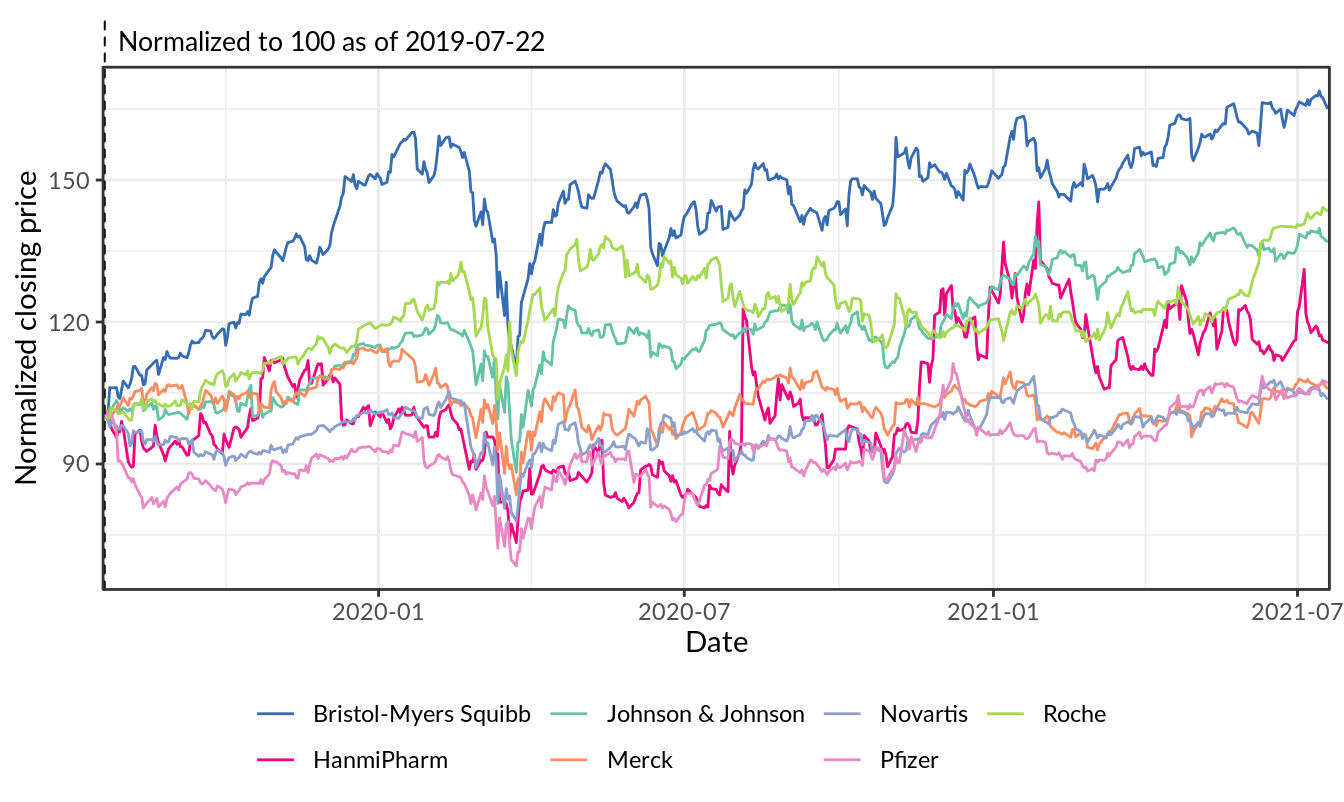 Normalized to 100 as of 2019-07-22
Normalized closing price
150
120
90
2020-01 2020-07 2021-01 2021-07
Date
Bristol-Myers Squibb Johnson & Johnson Novartis Roche
HanmiPharm Merck Pfizer